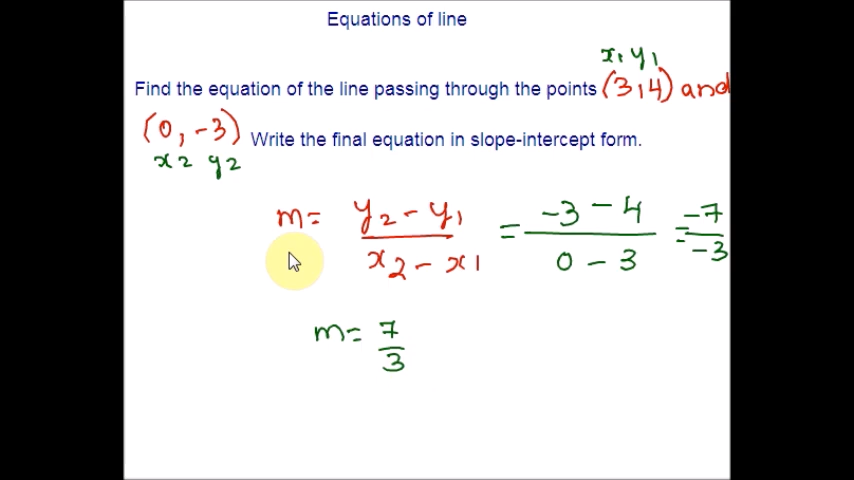 Equations of line
x1 y1
Find the equation of the line passing through the points (3,4) and
(0, -3) Write the final equation in slope-intercept form.
x2 y2
m= y2 - y1 / x2 - x1 = -3 - 4 / 0 - 3 = -7 / -3
m= 7/3